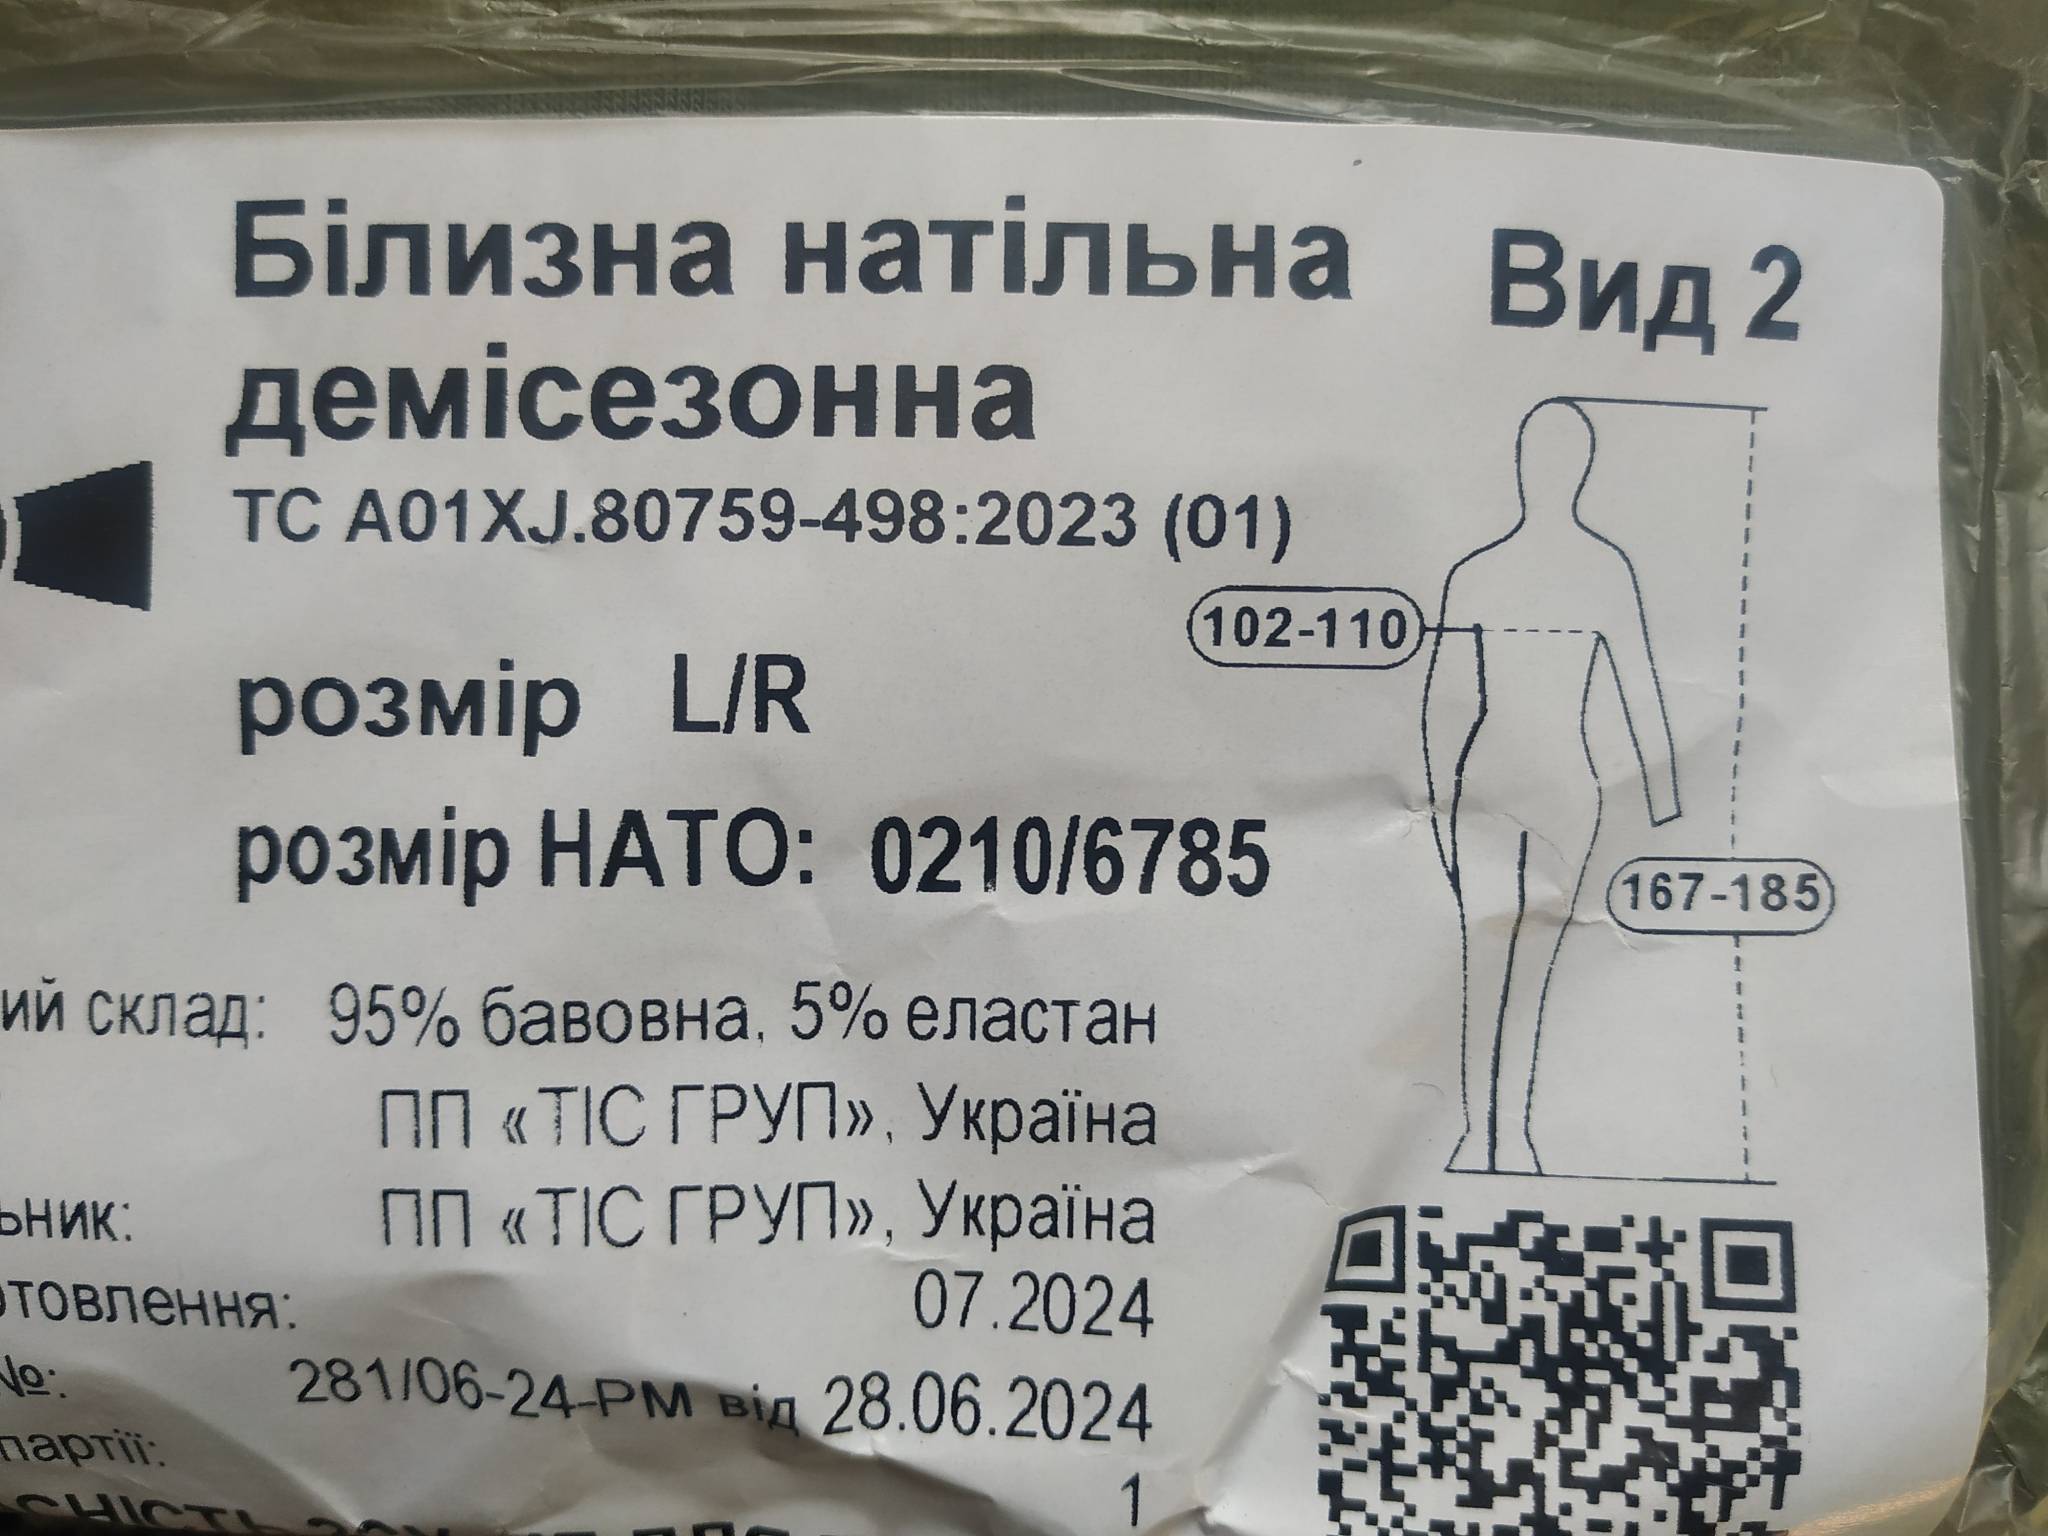 Білизна натільна Вид 2
демісезонна
ТС А01XJ.80759-498:2023 (01)
102-110
розмір L/R
розмір НАТО: 0210/6785
167-185
ий склад: 95% бавовна, 5% еластан
ПП «ТІС ГРУП», Україна
ьник: ПП «ТІС ГРУП», Україна
отовлення: 07.2024
№: 281/06-24-РМ від 28.06.2024
партії:
1